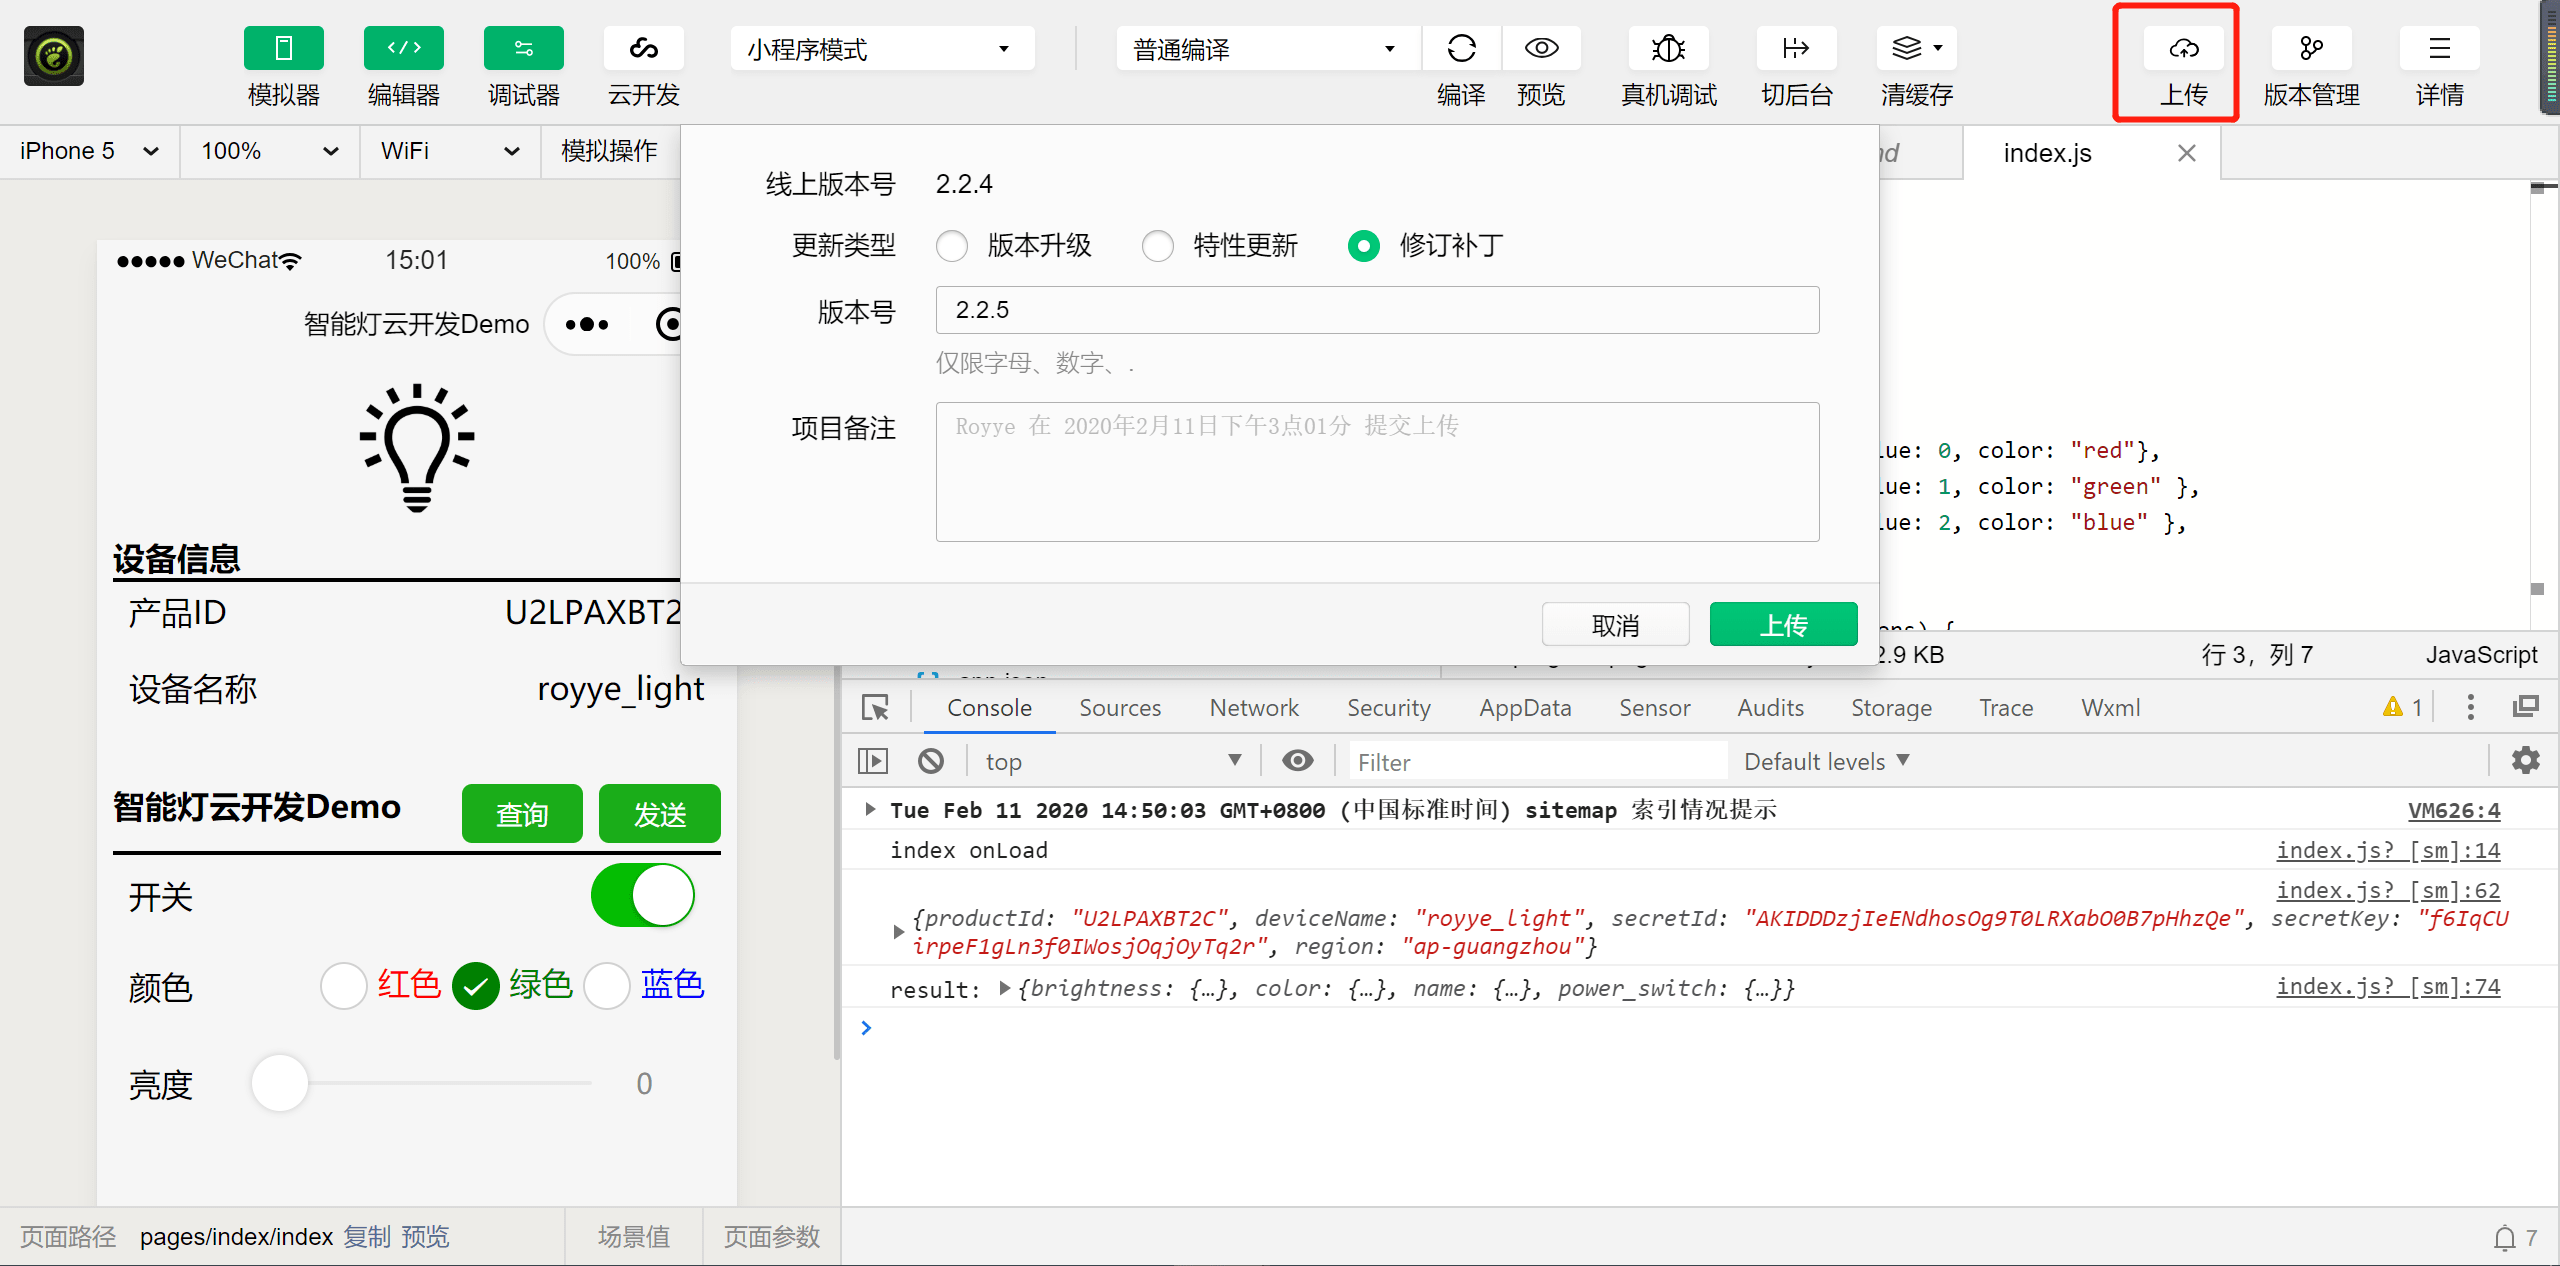 模拟器 编辑器 调试器 云开发 小程序模式 普通编译 编译 预览 真机调试 切后台 清缓存 上传 版本管理 详情
iPhone 5 100% WiFi 模拟操作 index.js
线上版本号 2.2.4
更新类型 版本升级 特性更新 修订补丁
版本号 2.2.5
仅限字母、数字、.
项目备注 Royye 在 2020年2月11日下午3点01分 提交上传
取消 上传
WeChat 15:01 100%
智能灯云开发Demo
设备信息
产品ID U2LPAXBT2
设备名称 royye_light
智能灯云开发Demo 查询 发送
开关
颜色 红色 绿色 蓝色
亮度 0
页面路径 pages/index/index 复制 预览 场景值 页面参数
lue: 0, color: "red"},
lue: 1, color: "green" },
lue: 2, color: "blue" },
ons) {
2.9 KB 行 3，列 7 JavaScript
Console Sources Network Security AppData Sensor Audits Storage Trace Wxml 1
top Filter Default levels
Tue Feb 11 2020 14:50:03 GMT+0800 (中国标准时间) sitemap 索引情况提示 VM626:4
index onLoad index.js? [sm]:14
index.js? [sm]:62
{productId: "U2LPAXBT2C", deviceName: "royye_light", secretId: "AKIDDDzjIeENdhosOg9T0LRXabO0B7pHhzQe", secretKey: "f6IqCU
irpeF1gLn3f0IWosjOqjOyTq2r", region: "ap-guangzhou"}
result: {brightness: {…}, color: {…}, name: {…}, power_switch: {…}} index.js? [sm]:74
7